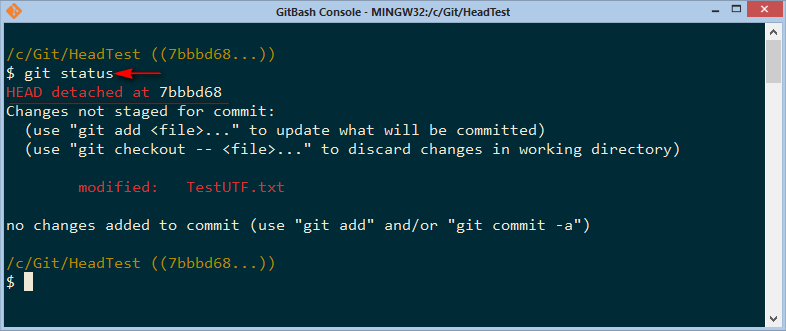 GitBash Console - MINGW32:/c/Git/HeadTest
/c/Git/HeadTest ((7bbbd68...))
$ git status
HEAD detached at 7bbbd68
Changes not staged for commit:
  (use "git add <file>..." to update what will be committed)
  (use "git checkout -- <file>..." to discard changes in working directory)
        modified:   TestUTF.txt
no changes added to commit (use "git add" and/or "git commit -a")
/c/Git/HeadTest ((7bbbd68...))
$